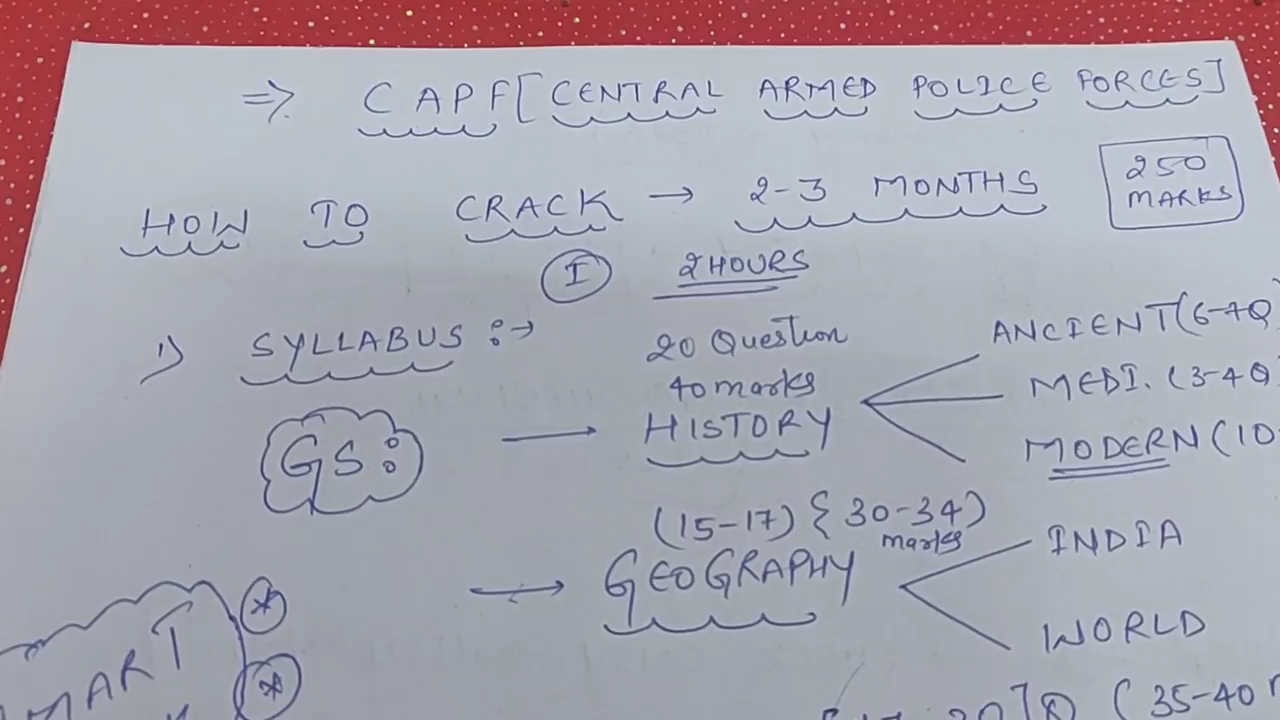 ⇒ CAPF [CENTRAL ARMED POLICE FORCES]
HOW TO CRACK → 2-3 MONTHS
250 MARKS
I 2 HOURS
1) SYLLABUS :→
20 Question
40 marks
GS: → HISTORY
ANCIENT (6-7Q)
MEDI. (3-4Q
MODERN (10
(15-17) { 30-34)
marks
→ GEOGRAPHY
INDIA
WORLD
MART
(35-40